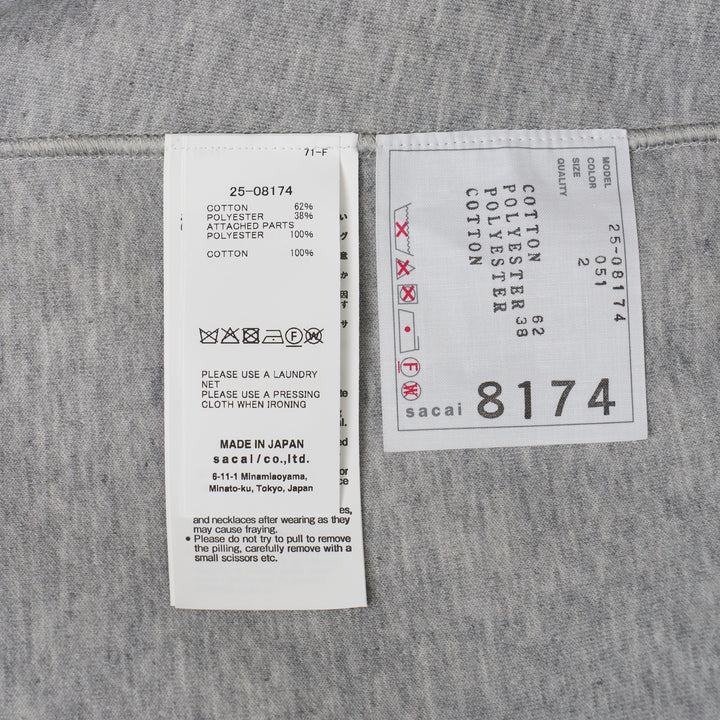 71-F
25-08174
COTTON 62%
POLYESTER 38%
ATTACHED PARTS
POLYESTER 100%
COTTON 100%
F W
PLEASE USE A LAUNDRY
NET
PLEASE USE A PRESSING
CLOTH WHEN IRONING
MADE IN JAPAN
sacai/co.,ltd.
6-11-1 Minamiaoyama,
Minato-ku, Tokyo, Japan
and necklaces after wearing as they
may cause fraying.
• Please do not try to pull to remove
the pilling, carefully remove with a
small scissors etc.
MODEL 25-08174
COLOR 051
SIZE 2
QUALITY
COTTON 62
POLYESTER 38
POLYESTER
COTTON
F W
sacai 8174